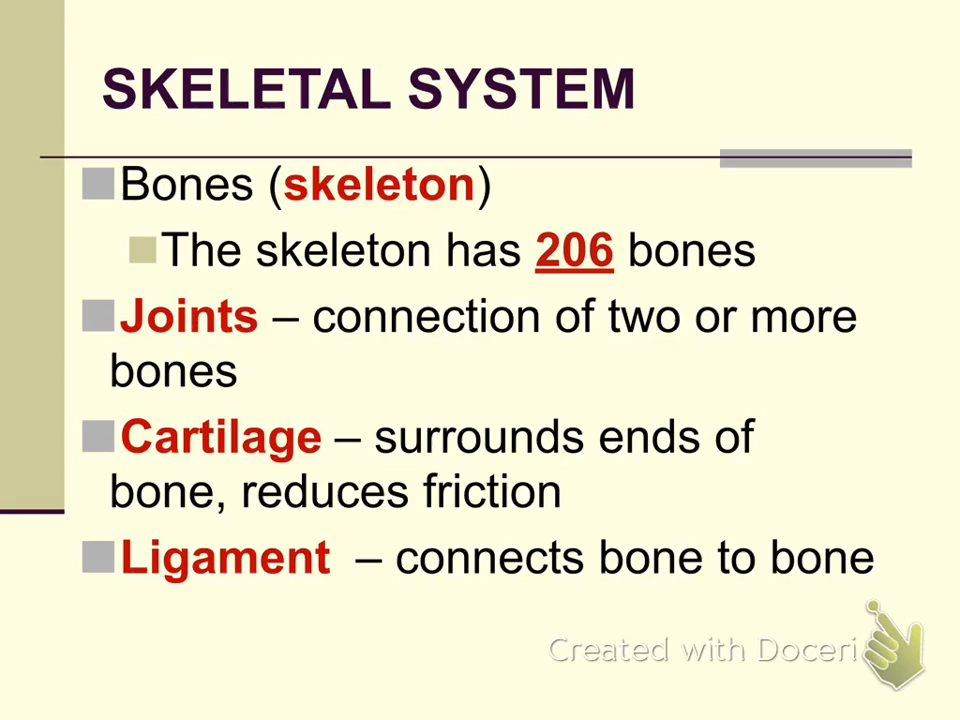 SKELETAL SYSTEM
Bones (skeleton)
The skeleton has 206 bones
Joints – connection of two or more
bones
Cartilage – surrounds ends of
bone, reduces friction
Ligament – connects bone to bone
Created with Doceri